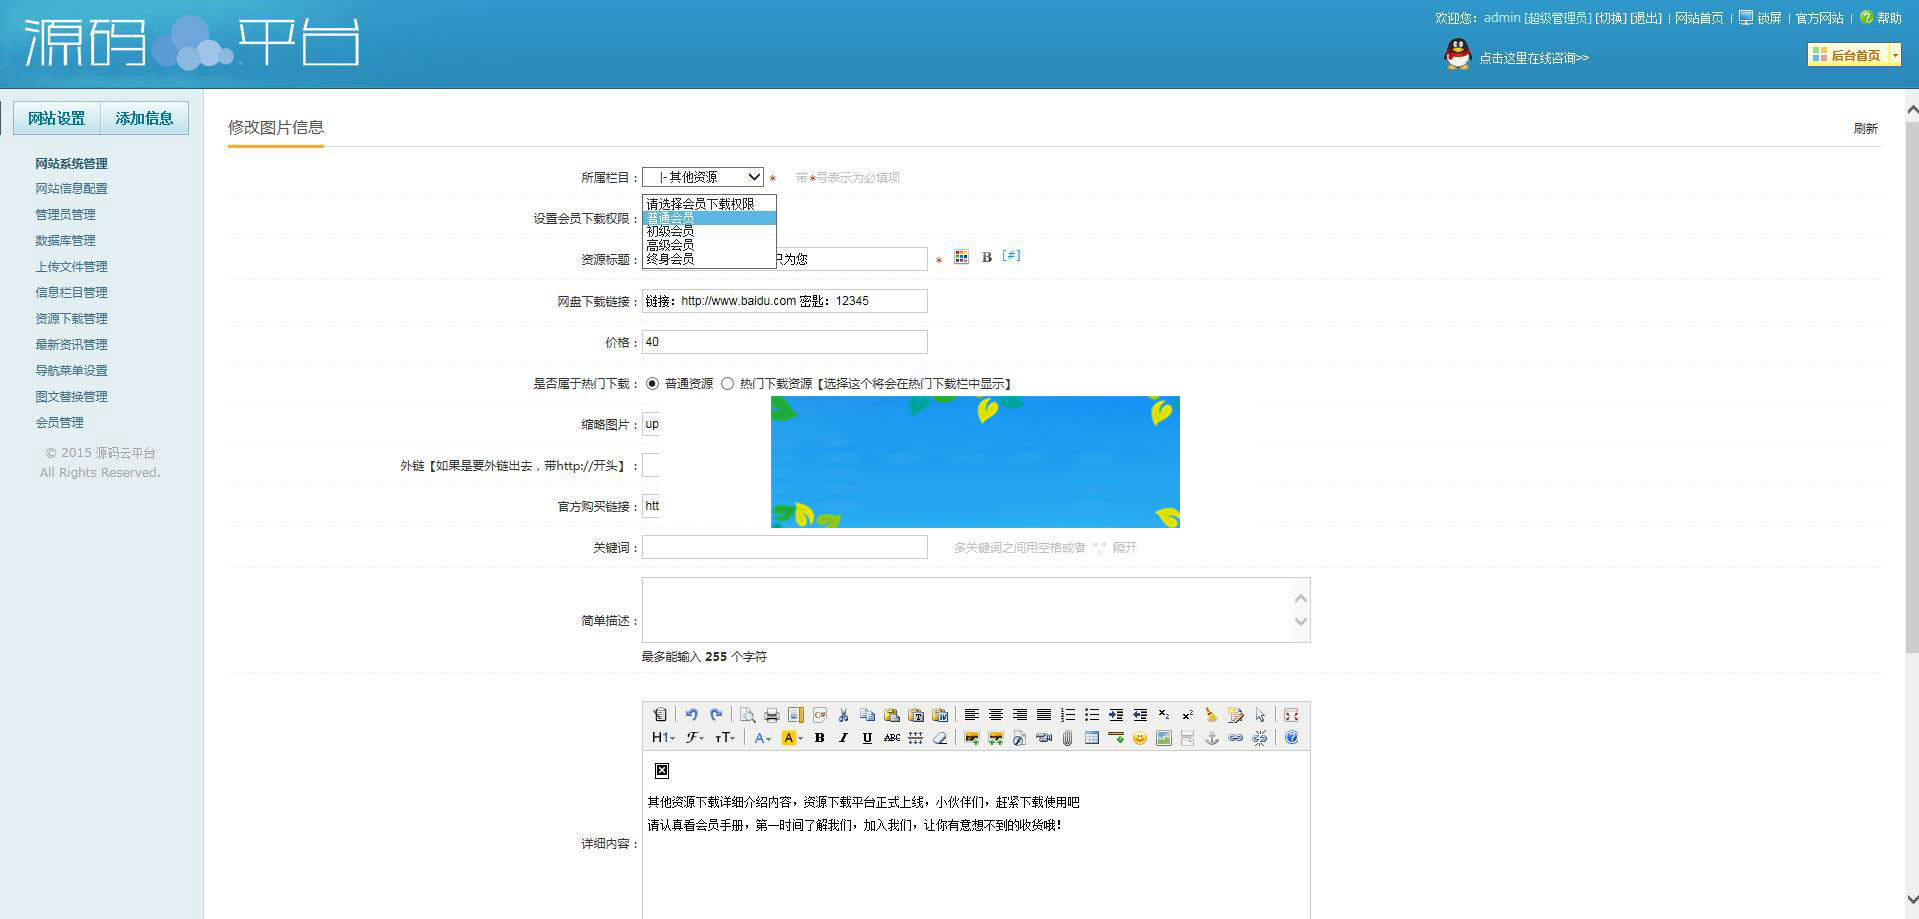 源码 平台
欢迎您：admin [超级管理员] [切换] [退出] | 网站首页 | 锁屏 | 官方网站 | 帮助
点击这里在线咨询>>
后台首页
网站设置 添加信息
网站系统管理
网站信息配置
管理员管理
数据库管理
上传文件管理
信息栏目管理
资源下载管理
最新资讯管理
导航菜单设置
图文替换管理
会员管理
© 2015 源码云平台
All Rights Reserved.
修改图片信息
刷新
所属栏目： |- 其他资源 * 带*号表示为必填项
设置会员下载权限：
请选择会员下载权限
普通会员
初级会员
高级会员
终身会员
资源标题： 只为您 * B [#]
网盘下载链接： 链接：http://www.baidu.com 密匙：12345
价格： 40
是否属于热门下载： 普通资源 热门下载资源【选择这个将会在热门下载栏中显示】
缩略图片： up
外链【如果是要外链出去，带http://开头】：
官方购买链接： htt
关键词： 多关键词之间用空格或者 “,” 隔开
简单描述：
最多能输入 255 个字符
详细内容：
H1 F TT A A B I U ABC
其他资源下载详细介绍内容，资源下载平台正式上线，小伙伴们，赶紧下载使用吧
请认真看会员手册，第一时间了解我们，加入我们，让你有意想不到的收货哦！